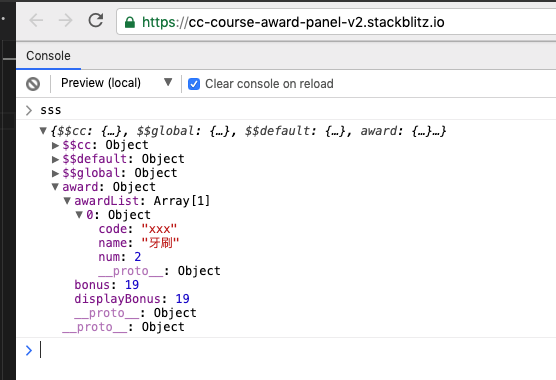 https://cc-course-award-panel-v2.stackblitz.io
Console
Preview (local) ▼ Clear console on reload
> sss
▼{$$cc: {…}, $$global: {…}, $$default: {…}, award: {…}…}
▶$$cc: Object
▶$$default: Object
▶$$global: Object
▼award: Object
▼awardList: Array[1]
▼0: Object
code: "xxx"
name: "牙刷"
num: 2
__proto__: Object
bonus: 19
displayBonus: 19
__proto__: Object
__proto__: Object
>